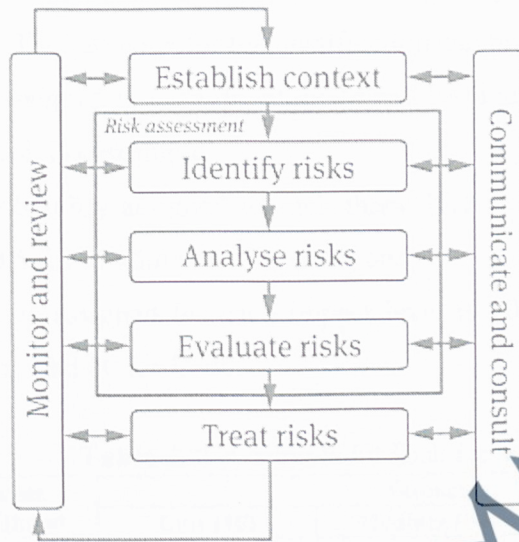 Establish context
Risk assessment
Identify risks
Analyse risks
Evaluate risks
Treat risks
Monitor and review
Communicate and consult